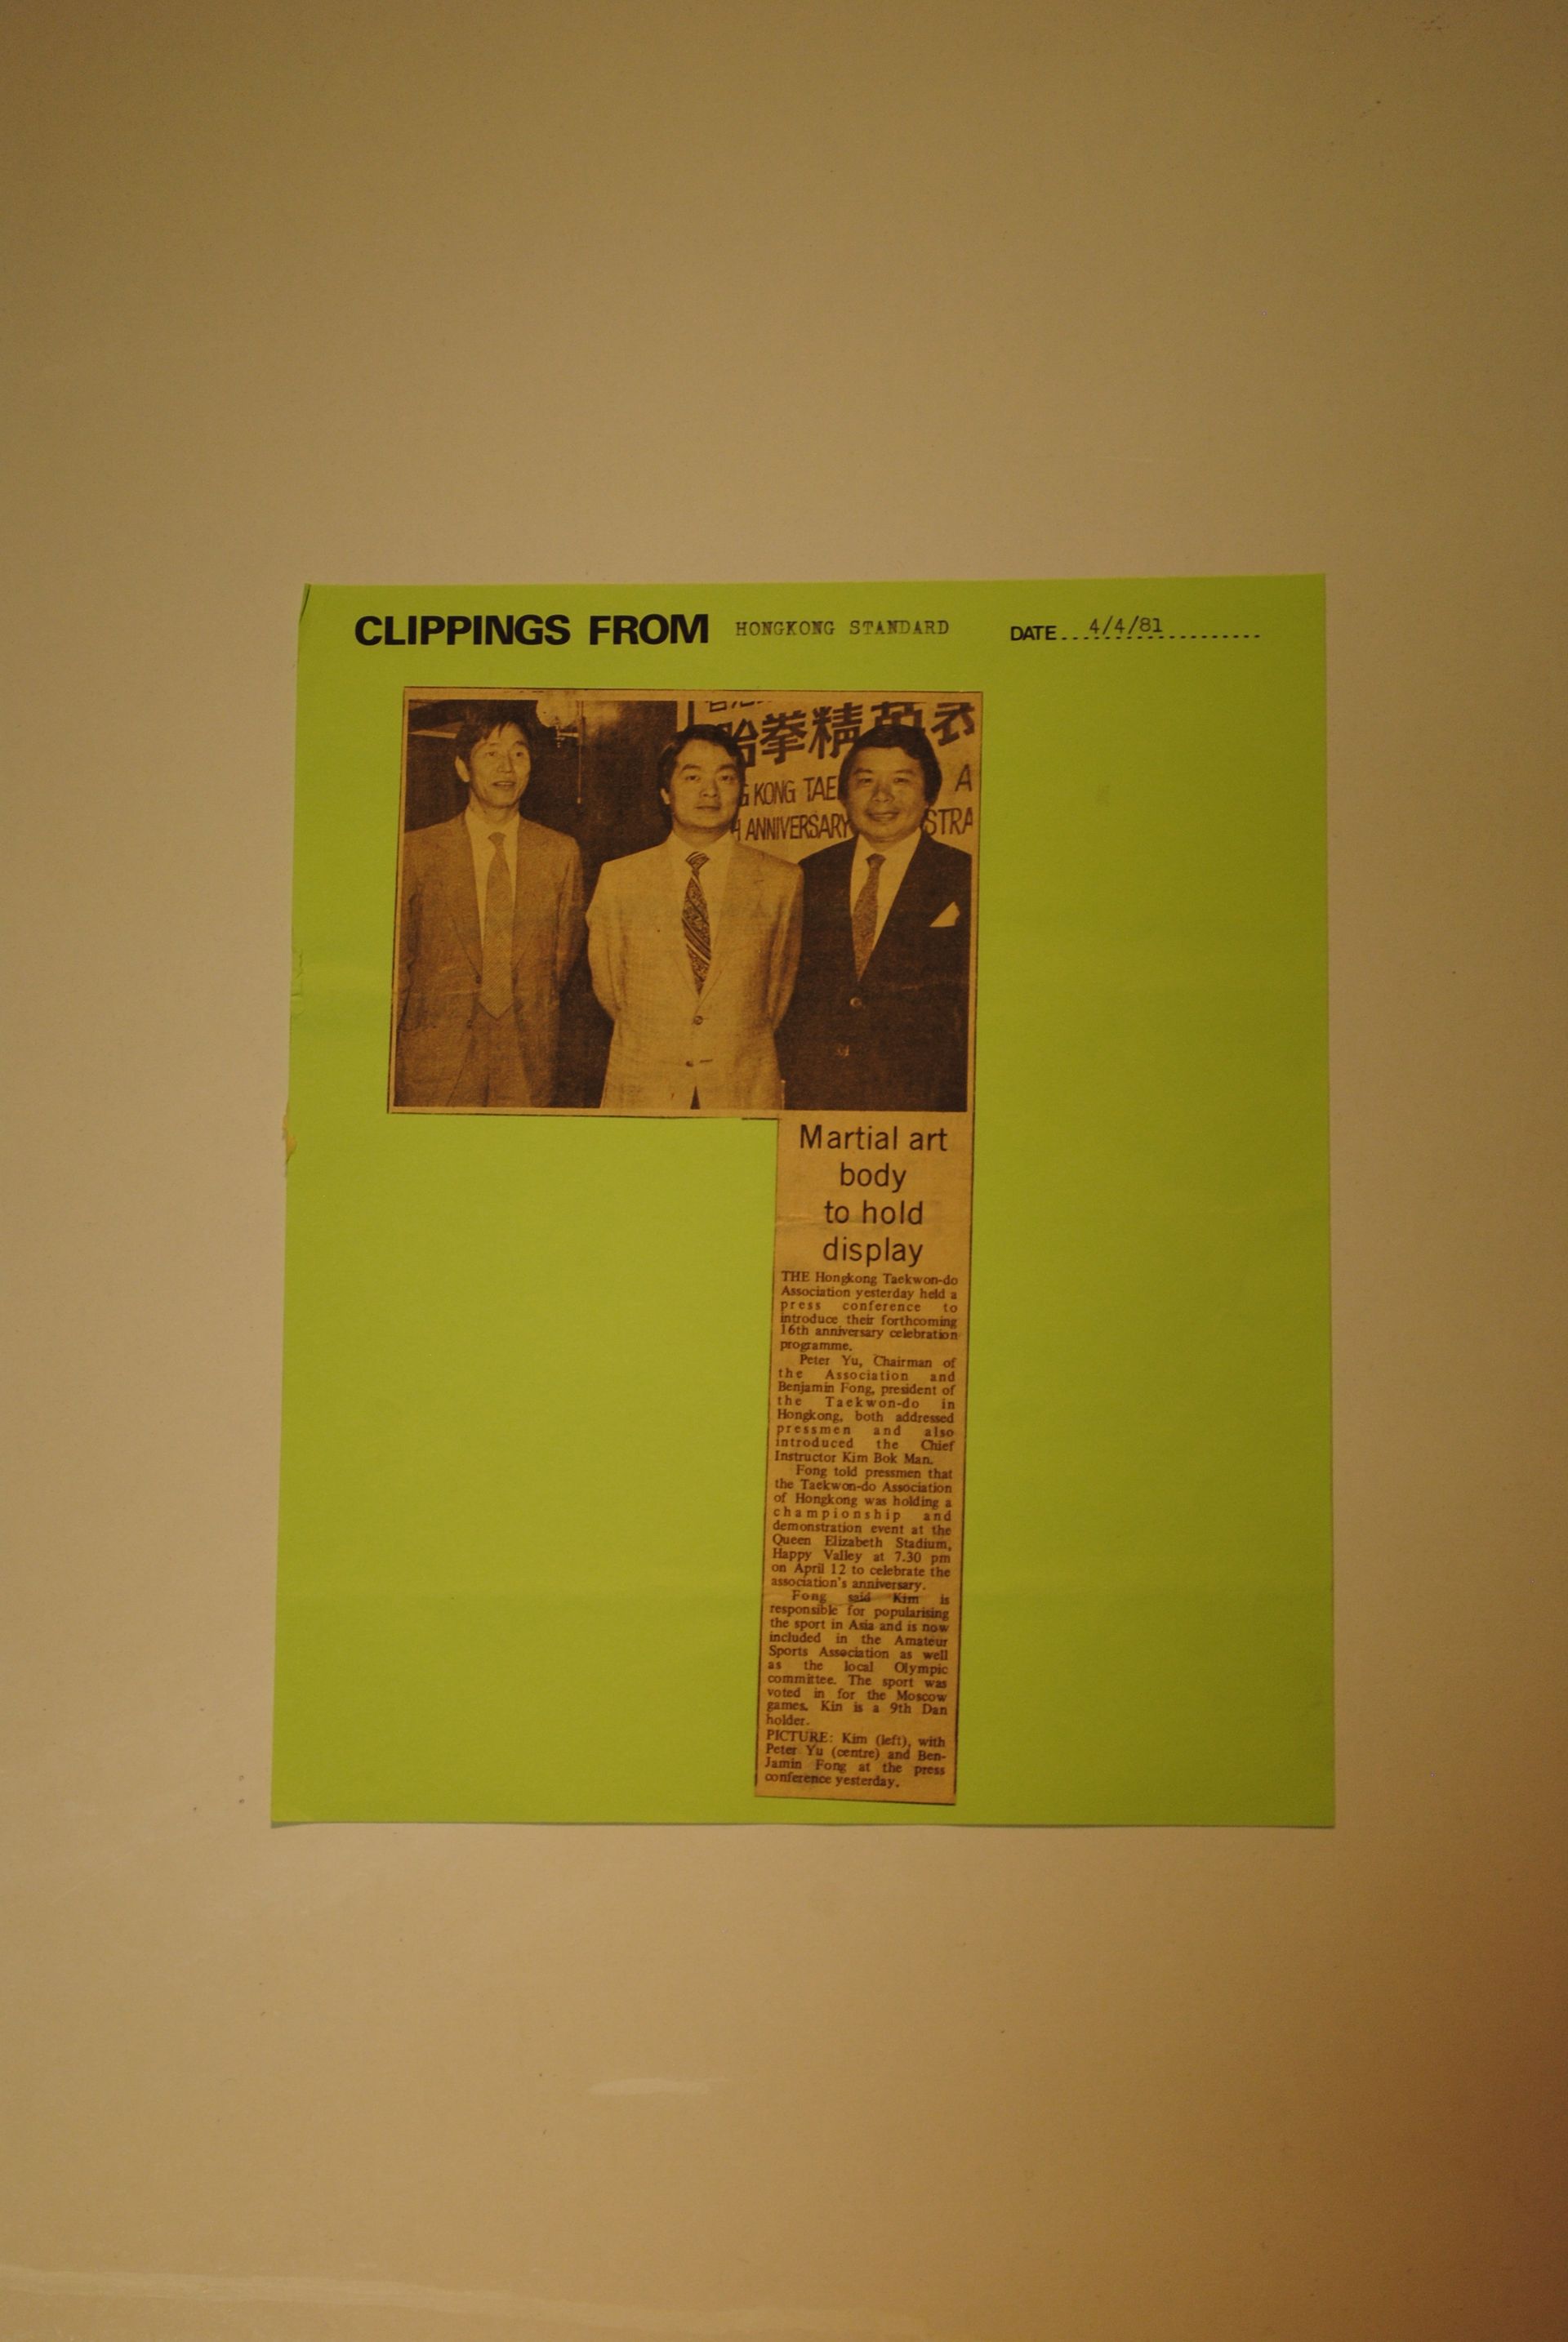 CLIPPINGS FROM HONGKONG STANDARD DATE 4/4/81
胎拳精英表
G KONG TAE A
H ANNIVERSARY STRA
Martial art
body
to hold
display
THE Hongkong Taekwon-do
Association yesterday held a
press conference to
introduce their forthcoming
16th anniversary celebration
programme.
Peter Yu, Chairman of
the Association and
Benjamin Fong, president of
the Taekwon-do in
Hongkong, both addressed
pressmen and also
introduced the Chief
Instructor Kim Bok Man.
Fong told pressmen that
the Taekwon-do Association
of Hongkong was holding a
championship and
demonstration event at the
Queen Elizabeth Stadium,
Happy Valley at 7.30 pm
on April 12 to celebrate the
association's anniversary.
Fong said Kim is
responsible for popularising
the sport in Asia and is now
included in the Amateur
Sports Association as well
as the local Olympic
committee. The sport was
voted in for the Moscow
games. Kin is a 9th Dan
holder.
PICTURE: Kim (left), with
Peter Yu (centre) and Ben-
Jamin Fong at the press
conference yesterday.